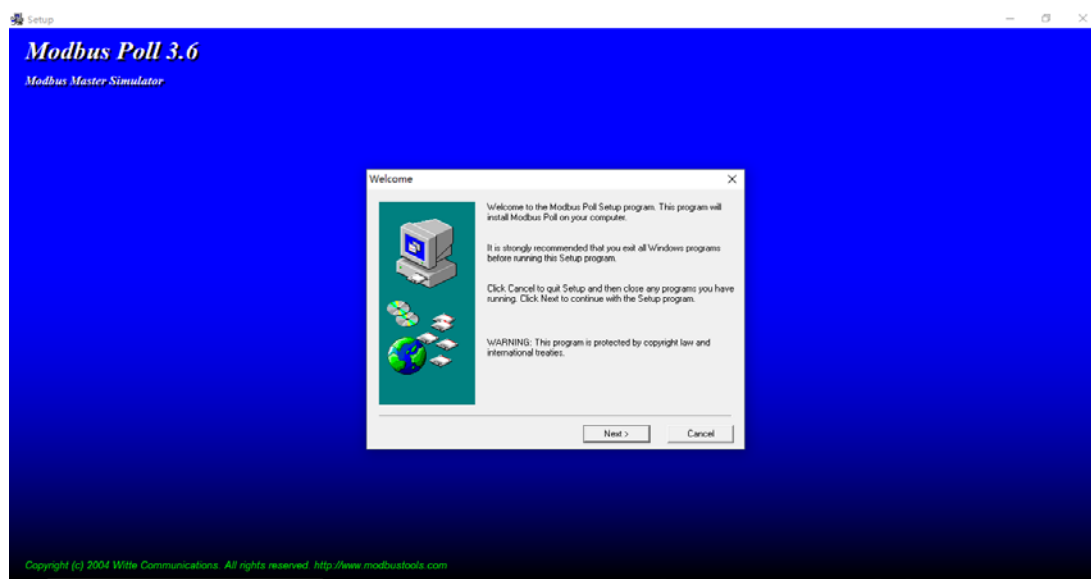 Setup
Modbus Poll 3.6
Modbus Master Simulator
Welcome
Welcome to the Modbus Poll Setup program. This program will
install Modbus Poll on your computer.
It is strongly recommended that you exit all Windows programs
before running this Setup program.
Click Cancel to quit Setup and then close any programs you have
running. Click Next to continue with the Setup program.
WARNING: This program is protected by copyright law and
international treaties.
Next >
Cancel
Copyright (c) 2004 Witte Communications. All rights reserved. http://www.modbustools.com